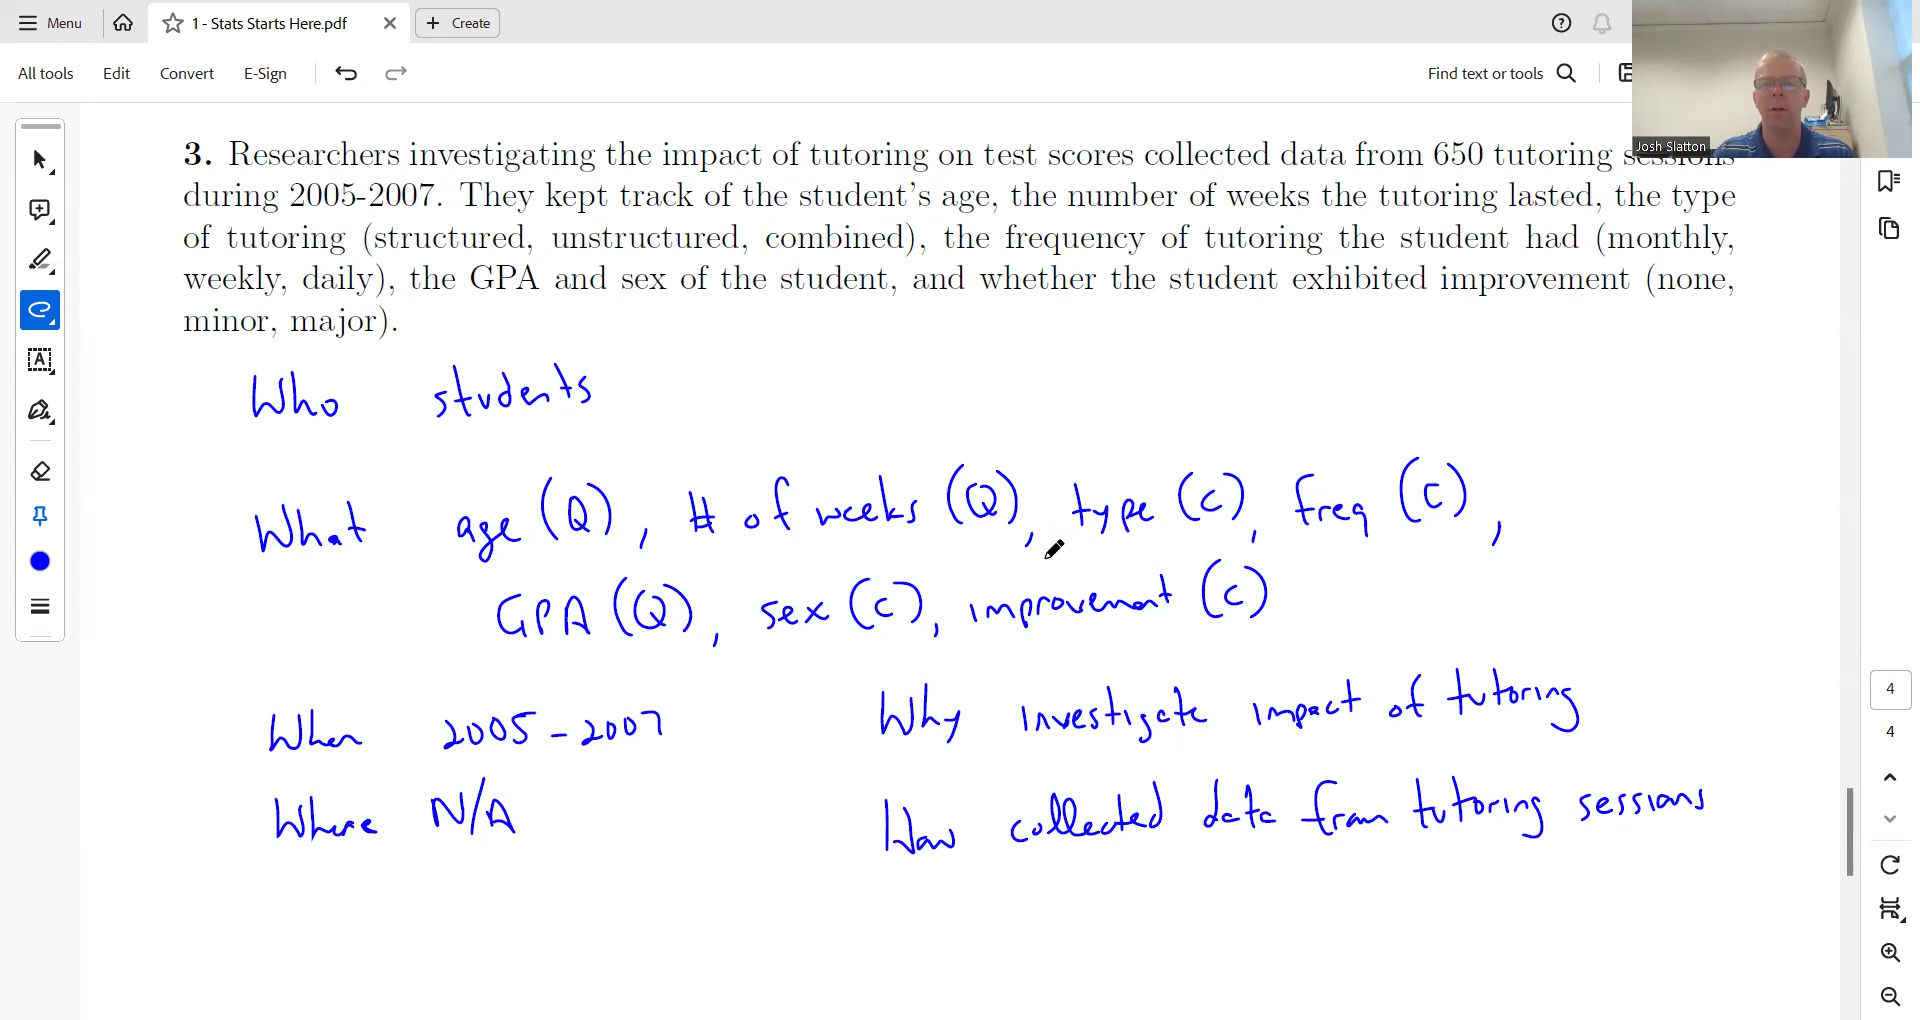 Menu
1 - Stats Starts Here.pdf
Create
All tools Edit Convert E-Sign
Find text or tools
Josh Slatton
3. Researchers investigating the impact of tutoring on test scores collected data from 650 tutoring sessions
during 2005-2007. They kept track of the student's age, the number of weeks the tutoring lasted, the type
of tutoring (structured, unstructured, combined), the frequency of tutoring the student had (monthly,
weekly, daily), the GPA and sex of the student, and whether the student exhibited improvement (none,
minor, major).
Who students
What age (Q), # of weeks (Q), type (C), freq (C),
GPA (Q), sex (C), improvement (C)
When 2005-2007
Why investigate impact of tutoring
Where N/A
How collected data from tutoring sessions
4
4